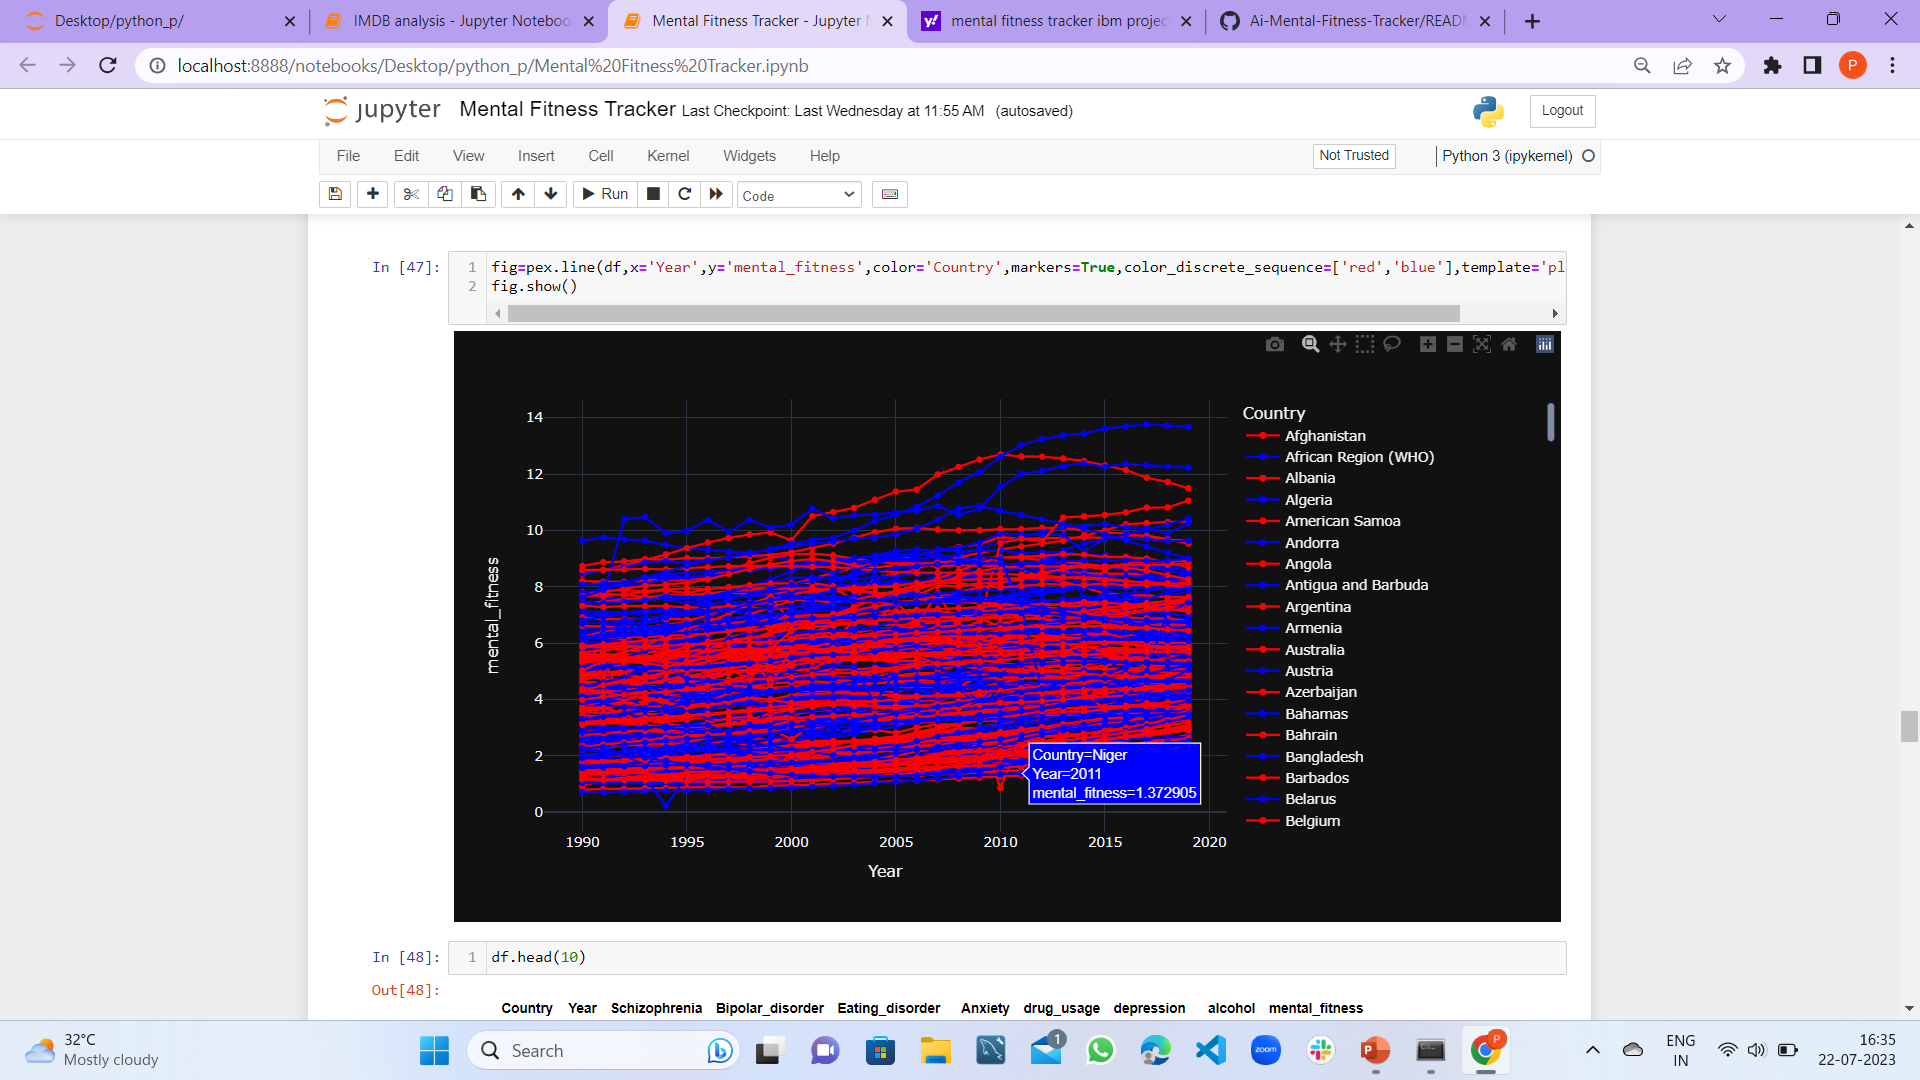 Desktop/python_p/
IMDB analysis - Jupyter Noteboo
Mental Fitness Tracker - Jupyter N
mental fitness tracker ibm projec
Ai-Mental-Fitness-Tracker/READM
localhost:8888/notebooks/Desktop/python_p/Mental%20Fitness%20Tracker.ipynb
P
jupyter Mental Fitness Tracker Last Checkpoint: Last Wednesday at 11:55 AM (autosaved)
Logout
File Edit View Insert Cell Kernel Widgets Help
Not Trusted
Python 3 (ipykernel)
Run
Code
In [47]:
1 fig=pex.line(df,x='Year',y='mental_fitness',color='Country',markers=True,color_discrete_sequence=['red','blue'],template='pl
2 fig.show()
14
12
10
8
6
4
2
0
mental_fitness
1990 1995 2000 2005 2010 2015 2020
Year
Country=Niger
Year=2011
mental_fitness=1.372905
Country
Afghanistan
African Region (WHO)
Albania
Algeria
American Samoa
Andorra
Angola
Antigua and Barbuda
Argentina
Armenia
Australia
Austria
Azerbaijan
Bahamas
Bahrain
Bangladesh
Barbados
Belarus
Belgium
In [48]:
1 df.head(10)
Out[48]:
Country Year Schizophrenia Bipolar_disorder Eating_disorder Anxiety drug_usage depression alcohol mental_fitness
32°C
Mostly cloudy
Search
1
zoom
P
ENG
IN
16:35
22-07-2023